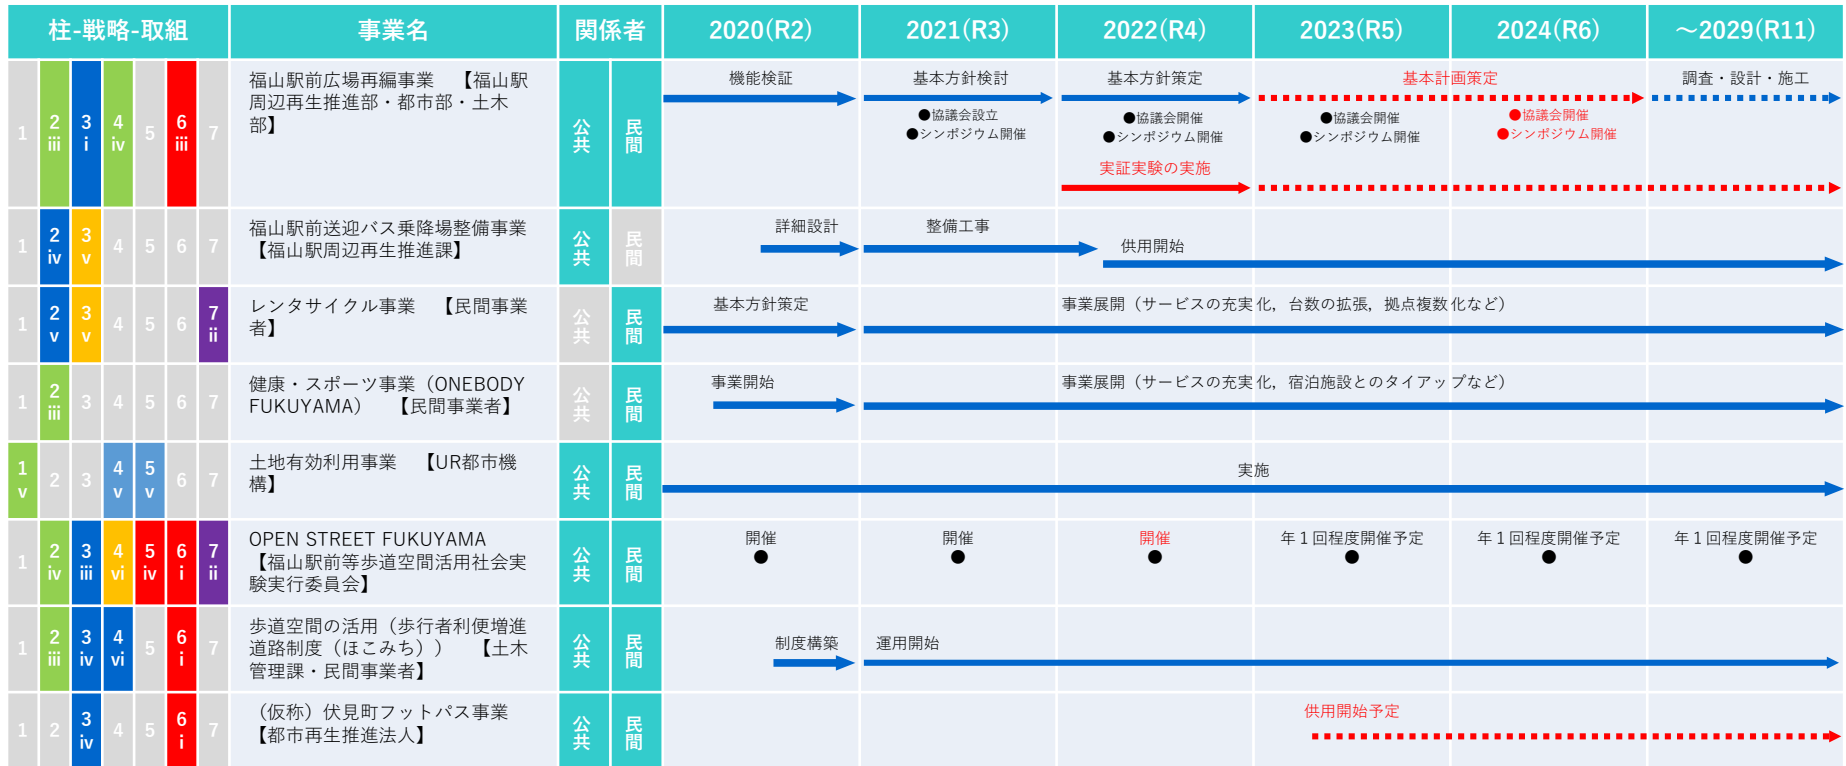 柱-戦略-取組 事業名 関係者 2020(R2) 2021(R3) 2022(R4) 2023(R5) 2024(R6) ～2029(R11)
1 2 iii 3 i 4 iv 5 6 iii 7
福山駅前広場再編事業　【福山駅
周辺再生推進部・都市部・土木
部】
公共 民間
機能検証 基本方針検討 基本方針策定 基本計画策定 調査・設計・施工
●協議会設立 ●協議会開催 ●協議会開催 ●協議会開催
●シンポジウム開催 ●シンポジウム開催 ●シンポジウム開催 ●シンポジウム開催
実証実験の実施
1 2 iv 3 v 4 5 6 7
福山駅前送迎バス乗降場整備事業
【福山駅周辺再生推進課】
公共 民間
詳細設計 整備工事 供用開始
1 2 v 3 v 4 5 6 7 ii
レンタサイクル事業　【民間事業
者】
公共 民間
基本方針策定 事業展開（サービスの充実化，台数の拡張，拠点複数化など）
1 2 iii 3 4 5 6 7
健康・スポーツ事業（ONEBODY
FUKUYAMA）　【民間事業者】
公共 民間
事業開始 事業展開（サービスの充実化，宿泊施設とのタイアップなど）
1 v 2 3 4 v 5 v 6 7
土地有効利用事業　【UR都市機
構】
公共 民間
実施
1 2 iv 3 iii 4 vi 5 iv 6 i 7 ii
OPEN STREET FUKUYAMA
【福山駅前等歩道空間活用社会実
験実行委員会】
公共 民間
開催 開催 開催 年１回程度開催予定 年１回程度開催予定 年１回程度開催予定
1 2 iii 3 iv 4 vi 5 6 i 7
歩道空間の活用（歩行者利便増進
道路制度（ほこみち））　【土木
管理課・民間事業者】
公共 民間
制度構築 運用開始
1 2 3 iv 4 5 6 i 7
（仮称）伏見町フットパス事業
【都市再生推進法人】
公共 民間
供用開始予定